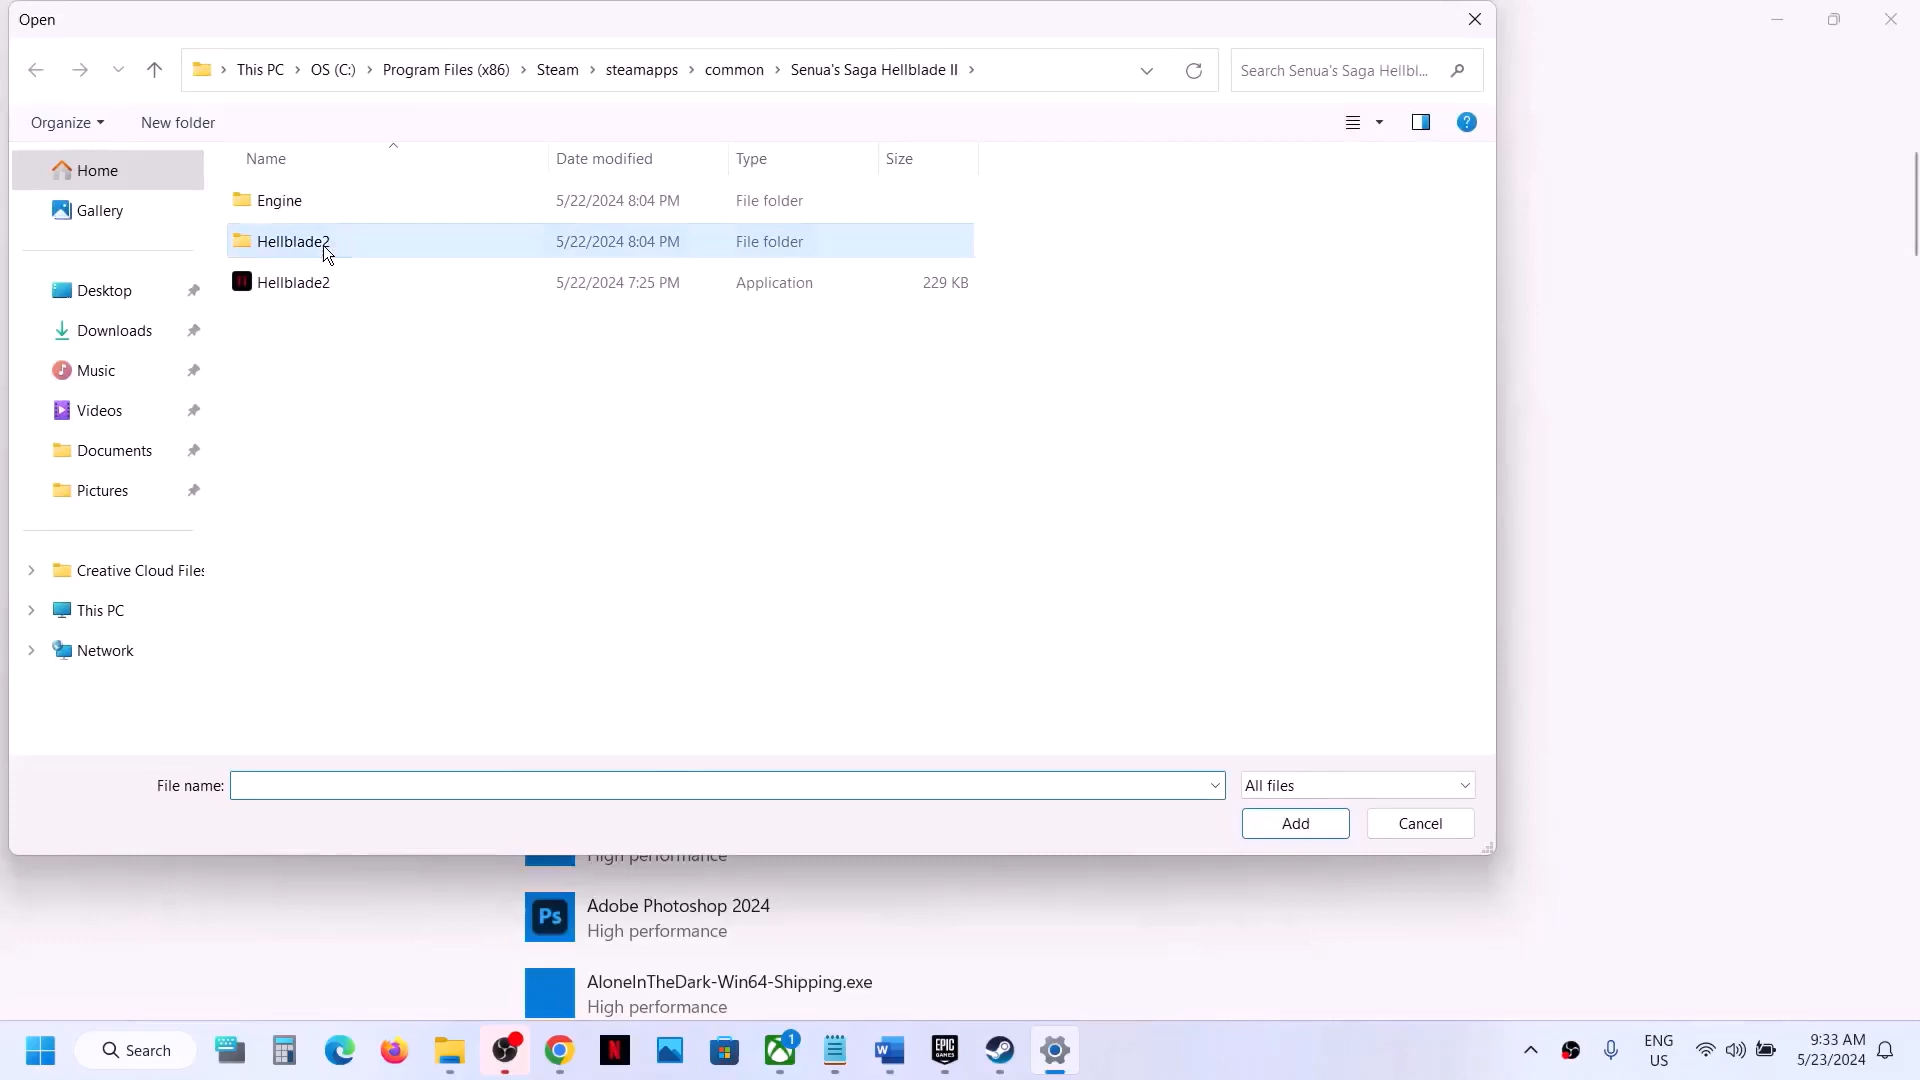 Open
This PC > OS (C:) > Program Files (x86) > Steam > steamapps > common > Senua's Saga Hellblade II >
Search Senua's Saga Hellbl...
Organize
New folder
Name
Date modified
Type
Size
Home
Gallery
Desktop
Downloads
Music
Videos
Documents
Pictures
Creative Cloud Files
This PC
Network
Engine
5/22/2024 8:04 PM
File folder
Hellblade2
5/22/2024 8:04 PM
File folder
Hellblade2
5/22/2024 7:25 PM
Application
229 KB
File name:
All files
Add
Cancel
High performance
Ps
Adobe Photoshop 2024
High performance
AloneInTheDark-Win64-Shipping.exe
High performance
Search
N
1
W
EPIC
GAMES
ENG
US
9:33 AM
5/23/2024